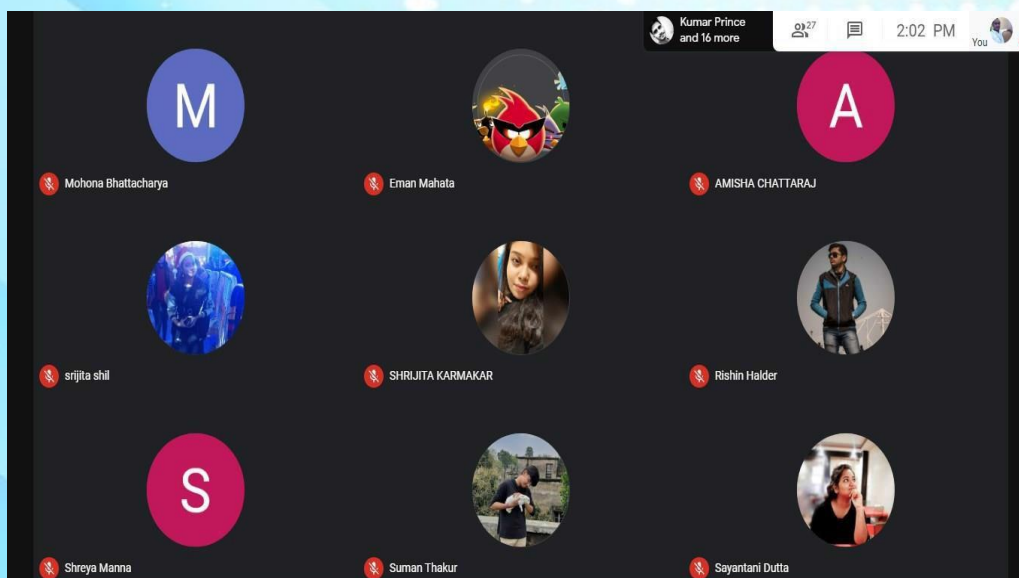 Kumar Prince
and 16 more
27
2:02 PM
You
M
A
Mohona Bhattacharya
Eman Mahata
AMISHA CHATTARAJ
srijita shil
SHRIJITA KARMAKAR
Rishin Halder
S
Shreya Manna
Suman Thakur
Sayantani Dutta